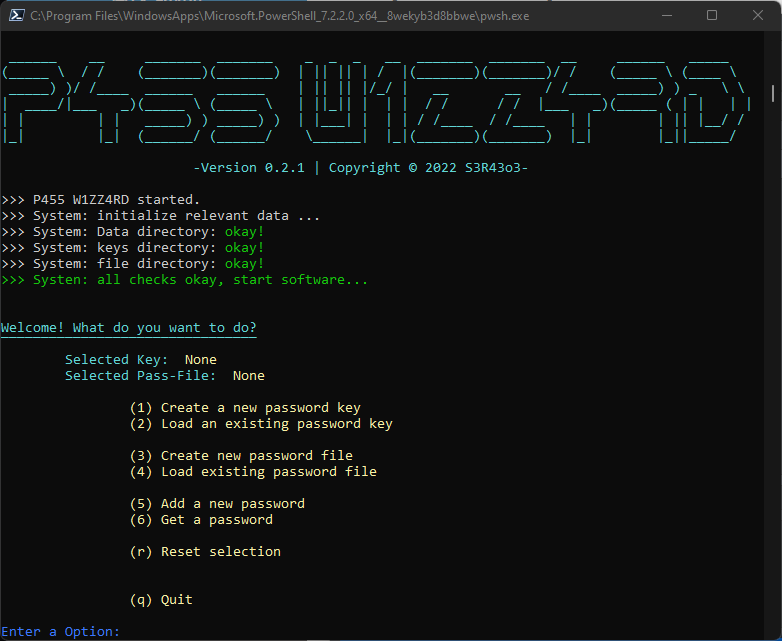 C:\Program Files\WindowsApps\Microsoft.PowerShell_7.2.2.0_x64__8wekyb3d8bbwe\pwsh.exe
P455 W1ZZ4RD
-Version 0.2.1 | Copyright © 2022 S3R43o3-
>>> P455 W1ZZ4RD started.
>>> System: initialize relevant data ...
>>> System: Data directory: okay!
>>> System: keys directory: okay!
>>> System: file directory: okay!
>>> Systen: all checks okay, start software...
Welcome! What do you want to do?
Selected Key: None
Selected Pass-File: None
(1) Create a new password key
(2) Load an existing password key
(3) Create new password file
(4) Load existing password file
(5) Add a new password
(6) Get a password
(r) Reset selection
(q) Quit
Enter a Option: